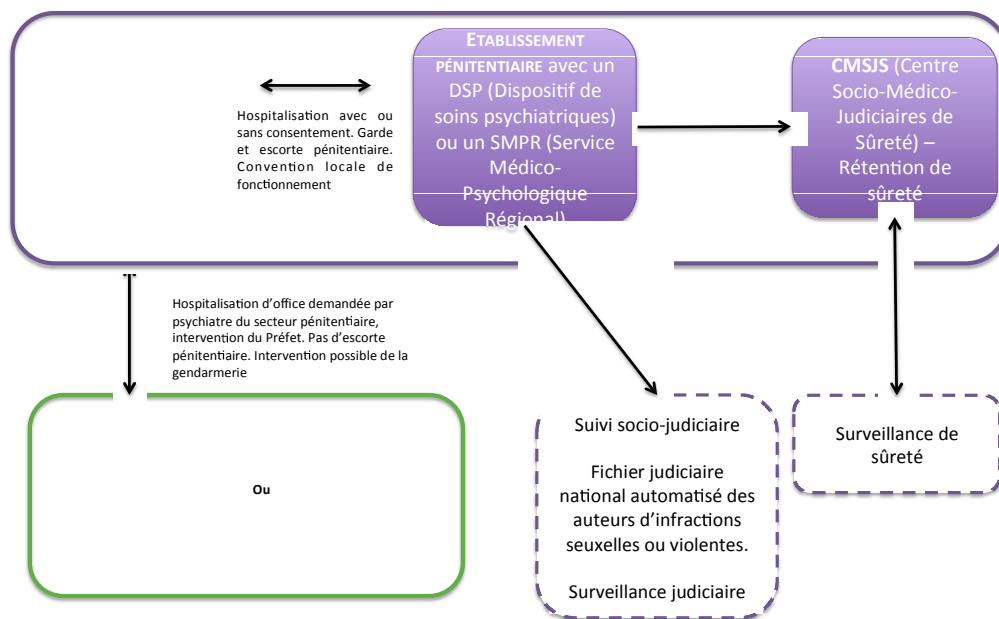 ETABLISSEMENT
PÉNITENTIAIRE avec un
DSP (Dispositif de
soins psychiatriques)
ou un SMPR (Service
Médico-
Psychologique
Régional)
CMSJS (Centre
Socio-Médico-
Judiciaires de
Sûreté) –
Rétention de
sûreté
Hospitalisation avec ou
sans consentement. Garde
et escorte pénitentiaire.
Convention locale de
fonctionnement
Hospitalisation d'office demandée par
psychiatre du secteur pénitentiaire,
intervention du Préfet. Pas d'escorte
pénitentiaire. Intervention possible de la
gendarmerie
Ou
Suivi socio-judiciaire
Fichier judiciaire
national automatisé des
auteurs d'infractions
seuxelles ou violentes.
Surveillance judiciaire
Surveillance de
sûreté